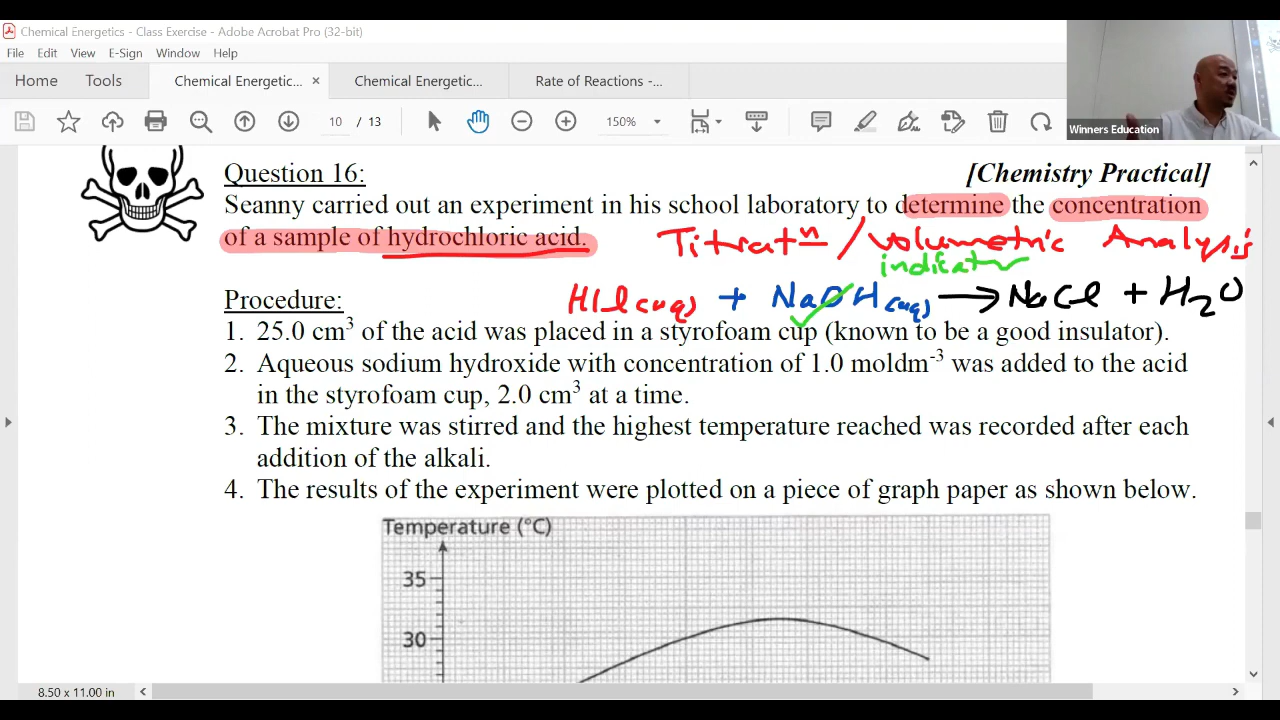 Chemical Energetics - Class Exercise - Adobe Acrobat Pro (32-bit)
File Edit View E-Sign Window Help
Home Tools Chemical Energetic... × Chemical Energetic... Rate of Reactions -...
10 / 13 150%
Winners Education
Question 16: [Chemistry Practical]
Seanny carried out an experiment in his school laboratory to determine the concentration
of a sample of hydrochloric acid. Titratn / Volumetric Analysis
indicator
Procedure: HCl(aq) + NaOH(aq) → NaCl + H2O
1. 25.0 cm3 of the acid was placed in a styrofoam cup (known to be a good insulator).
2. Aqueous sodium hydroxide with concentration of 1.0 moldm-3 was added to the acid
in the styrofoam cup, 2.0 cm3 at a time.
3. The mixture was stirred and the highest temperature reached was recorded after each
addition of the alkali.
4. The results of the experiment were plotted on a piece of graph paper as shown below.
Temperature (°C)
35
30
8.50 x 11.00 in